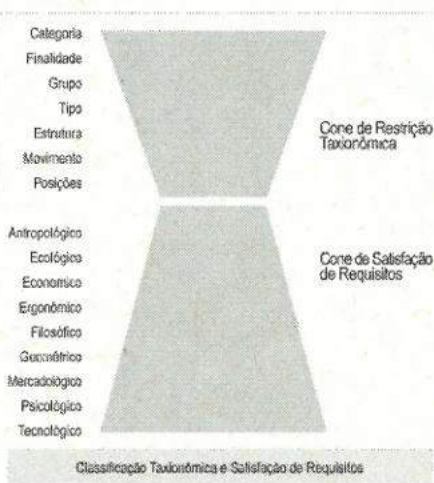 Categoria
Finalidade
Grupo
Tipo
Estrutura
Movimento
Posições
Cone de Restrição
Taxionômica
Antropológico
Ecológico
Economico
Ergonômico
Filosófico
Geométrico
Mercadológico
Psicológico
Tecnológico
Cone de Satisfação
de Requisitos
Classificação Taxionômica e Satisfação de Requisitos